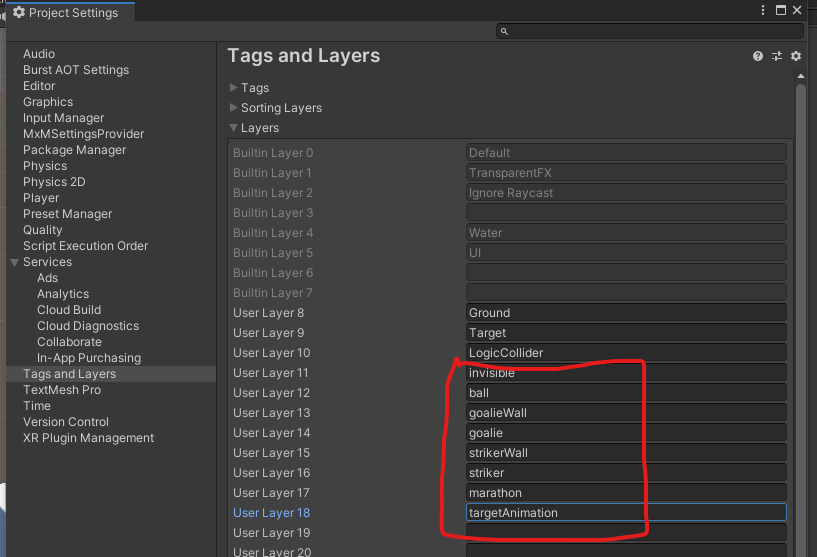 Project Settings
Tags and Layers
Audio
Burst AOT Settings
Editor
Graphics
Input Manager
MxMSettingsProvider
Package Manager
Physics
Physics 2D
Player
Preset Manager
Quality
Script Execution Order
Services
Ads
Analytics
Cloud Build
Cloud Diagnostics
Collaborate
In-App Purchasing
Tags and Layers
TextMesh Pro
Time
Version Control
XR Plugin Management
Tags
Sorting Layers
Layers
Builtin Layer 0 Default
Builtin Layer 1 TransparentFX
Builtin Layer 2 Ignore Raycast
Builtin Layer 3
Builtin Layer 4 Water
Builtin Layer 5 UI
Builtin Layer 6
Builtin Layer 7
User Layer 8 Ground
User Layer 9 Target
User Layer 10 LogicCollider
User Layer 11 invisible
User Layer 12 ball
User Layer 13 goalieWall
User Layer 14 goalie
User Layer 15 strikerWall
User Layer 16 striker
User Layer 17 marathon
User Layer 18 targetAnimation
User Layer 19
User Layer 20